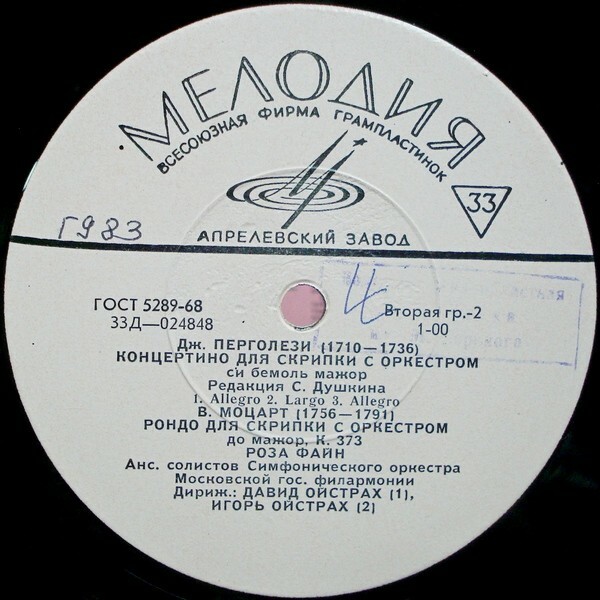 МЕЛОДИЯ
ВСЕСОЮЗНАЯ ФИРМА ГРАМПЛАСТИНОК
33
Г983
АПРЕЛЕВСКИЙ ЗАВОД
ГОСТ 5289-68
Вторая гр.-2
33Д—024848
1-00
Дж. ПЕРГОЛЕЗИ (1710—1736)
КОНЦЕРТИНО ДЛЯ СКРИПКИ С ОРКЕСТРОМ
си бемоль мажор
Редакция С. Душкина
1. Allegro 2. Largo 3. Allegro
В. МОЦАРТ (1756—1791)
РОНДО ДЛЯ СКРИПКИ С ОРКЕСТРОМ
до мажор, К. 373
РОЗА ФАЙН
Анс. солистов Симфонического оркестра
Московской гос. филармонии
Дириж.: ДАВИД ОЙСТРАХ (1),
ИГОРЬ ОЙСТРАХ (2)